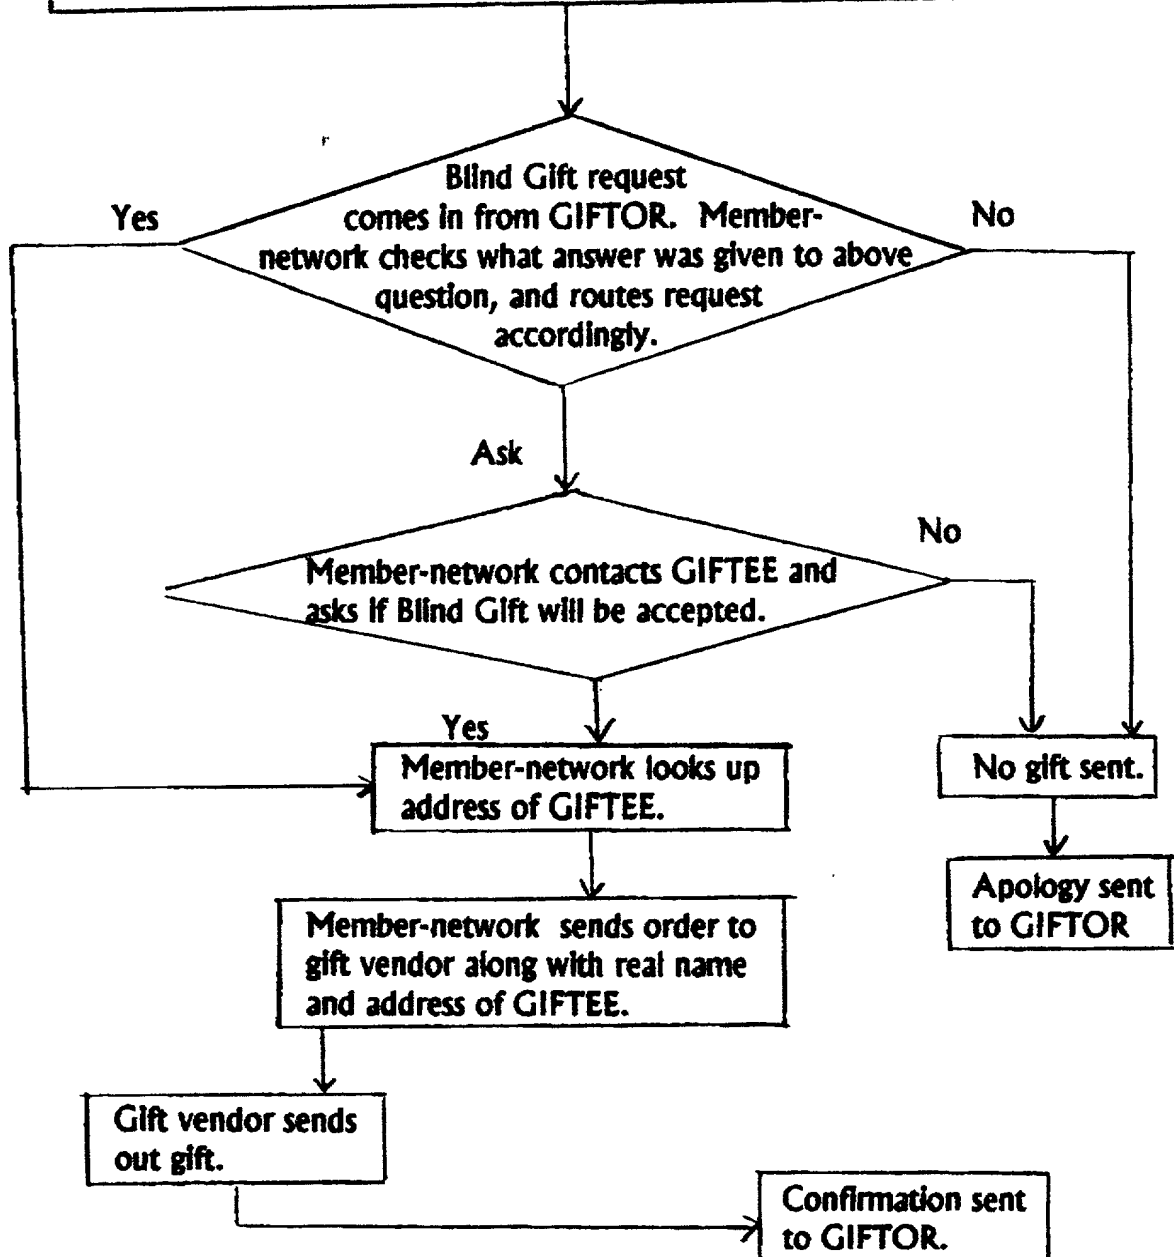 Blind Gift request
comes in from GIFTOR. Member-
network checks what answer was given to above
question, and routes request
accordingly.
Yes
No
Ask
Member-network contacts GIFTEE and
asks if Blind Gift will be accepted.
No
Yes
Member-network looks up
address of GIFTEE.
No gift sent.
Apology sent
to GIFTOR
Member-network sends order to
gift vendor along with real name
and address of GIFTEE.
Gift vendor sends
out gift.
Confirmation sent
to GIFTOR.